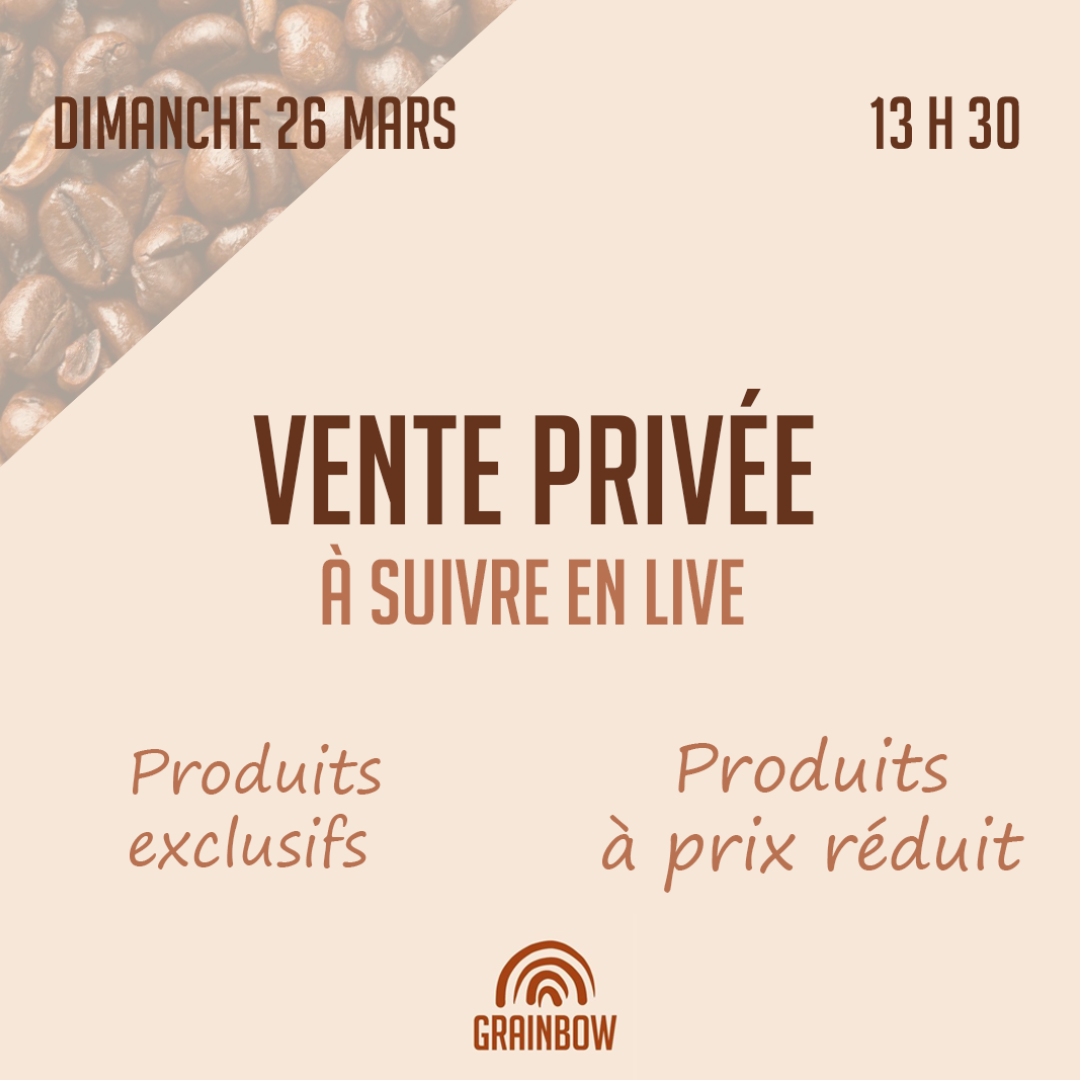 DIMANCHE 26 MARS
13 H 30
VENTE PRIVÉE
À SUIVRE EN LIVE
Produits
exclusifs
Produits
à prix réduit
GRAINBOW